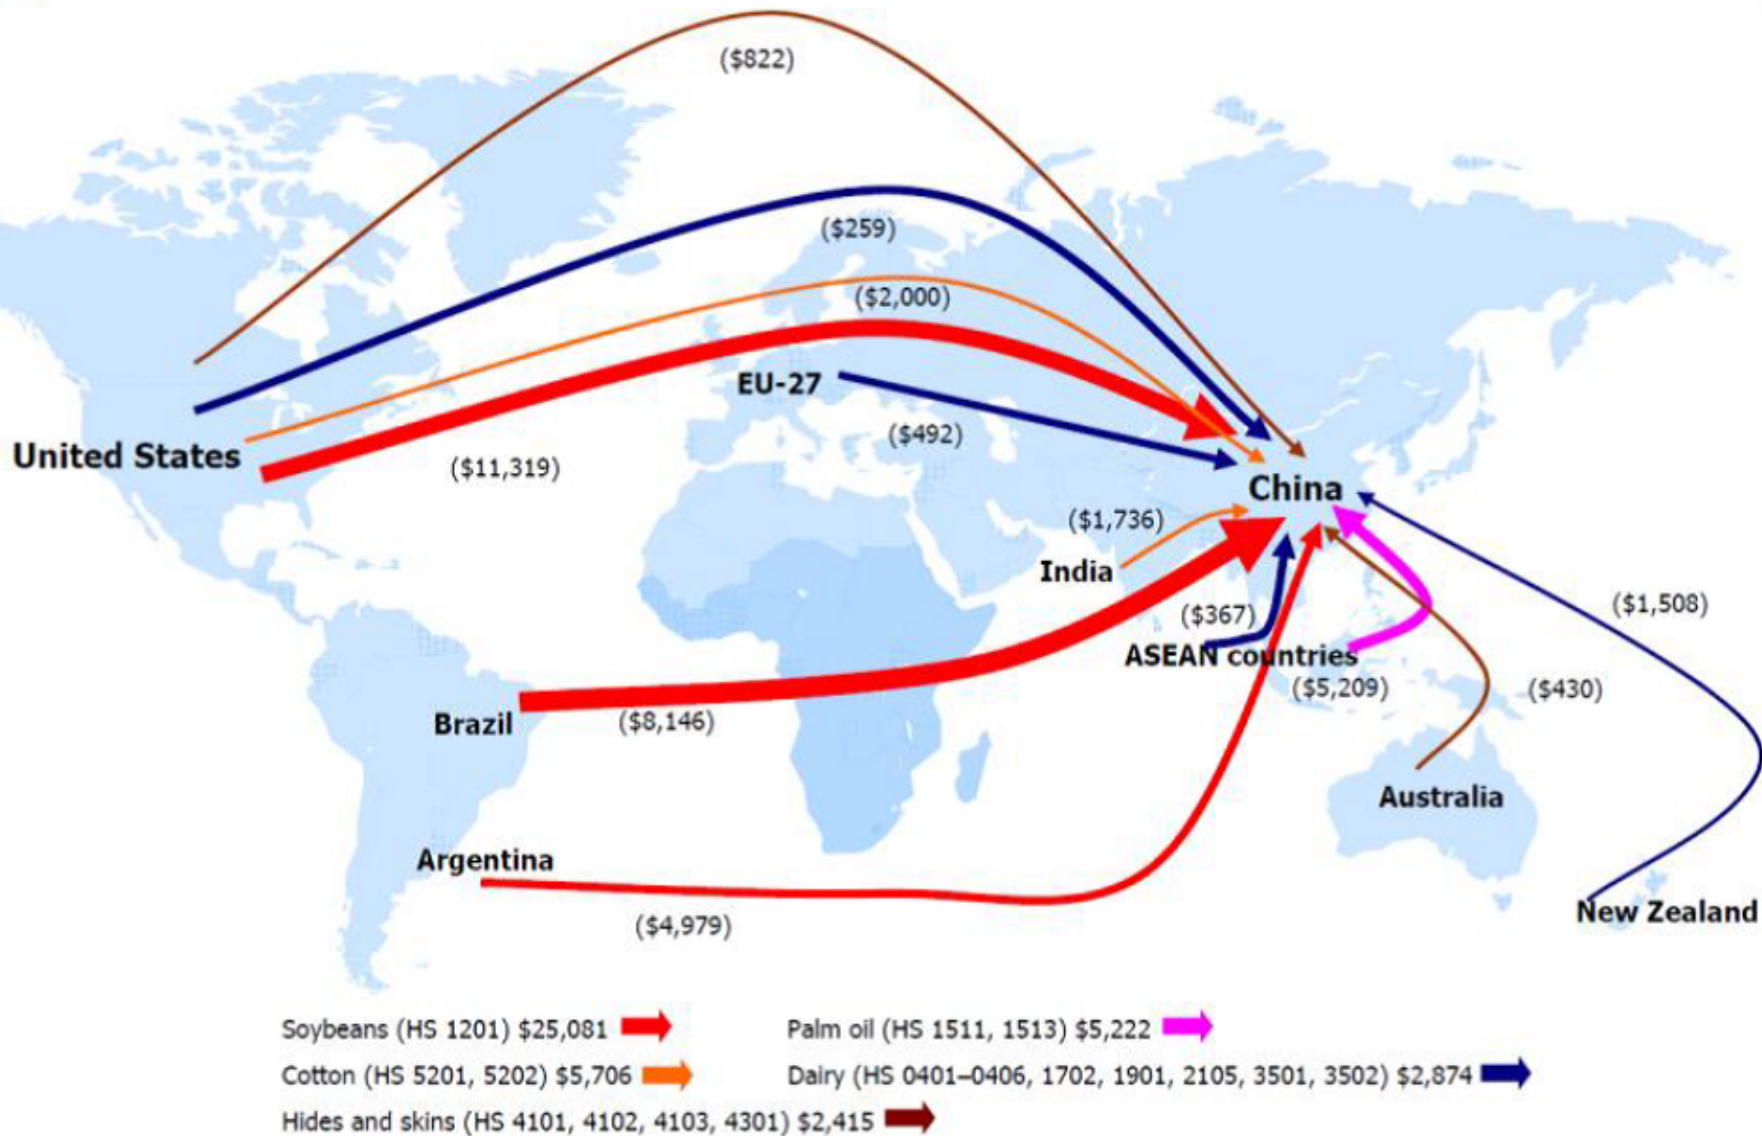 ($822)
($259)
($2,000)
EU-27
($492)
United States
($11,319)
China
($1,736)
India
($367)
($1,508)
ASEAN countries
($5,209)
($430)
Brazil
($8,146)
Australia
Argentina
($4,979)
New Zealand
Soybeans (HS 1201) $25,081
Palm oil (HS 1511, 1513) $5,222
Cotton (HS 5201, 5202) $5,706
Dairy (HS 0401–0406, 1702, 1901, 2105, 3501, 3502) $2,874
Hides and skins (HS 4101, 4102, 4103, 4301) $2,415